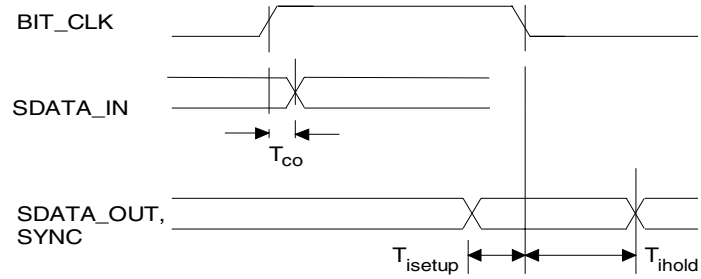 BIT_CLK
SDATA_IN
Tco
SDATA_OUT,
SYNC
Tisetup
Tihold